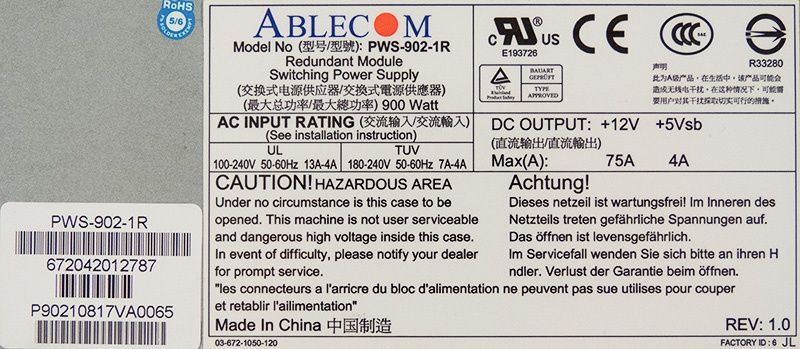 RoHS
5/6
PB SOLDER EXEMPT
PWS-902-1R
672042012787
P90210817VA0065
ABLECOM
Model No (型号/型號): PWS-902-1R
Redundant Module
Switching Power Supply
(交换式电源供应器/交換式電源供應器)
(最大总功率/最大總功率) 900 Watt
c UR US
E193726
CE
CCC
R33280
TÜV
Rheinland
Product Safety
BAUART
GEPRÜFT
TYPE
APPROVED
声明
此为A级产品，在生活中，该产品可能会
造成无线电干扰，在这种情况下，可能需
要用户对其干扰采取切实可行的措施。
AC INPUT RATING (交流输入/交流輸入)
(See installation instruction)
UL TUV
100-240V 50-60Hz 13A-4A 180-240V 50-60Hz 7A-4A
DC OUTPUT: +12V +5Vsb
(直流输出/直流輸出)
Max(A): 75A 4A
CAUTION! HAZARDOUS AREA
Under no circumstance is this case to be
opened. This machine is not user serviceable
and dangerous high voltage inside this case.
In event of difficulty, please notify your dealer
for prompt service.
Achtung!
Dieses netzeil ist wartungsfrei! Im Inneren des
Netzteils treten gefährliche Spannungen auf.
Das öffnen ist levensgefährlich.
Im Servicefall wenden Sie sich bitte an ihren H
ndler. Verlust der Garantie beim öffnen.
"les connecteurs a l'arricre du bloc d'alimentation ne peuvent pas sue utilises pour couper
et retablir l'ailimentation"
Made In China 中国制造
REV: 1.0
03-672-1050-120
FACTORY ID : 6 JL